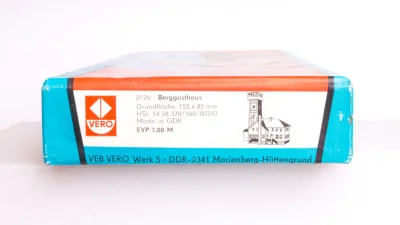 2/26 Berggasthaus
Grundfläche 155 x 85 mm
HSL 54 58 370/160/00747
Made in GDR
EVP 7,00 M
VERO
VEB VERO Werk 5 - DDR-9341 Marienberg-Hüttengrund